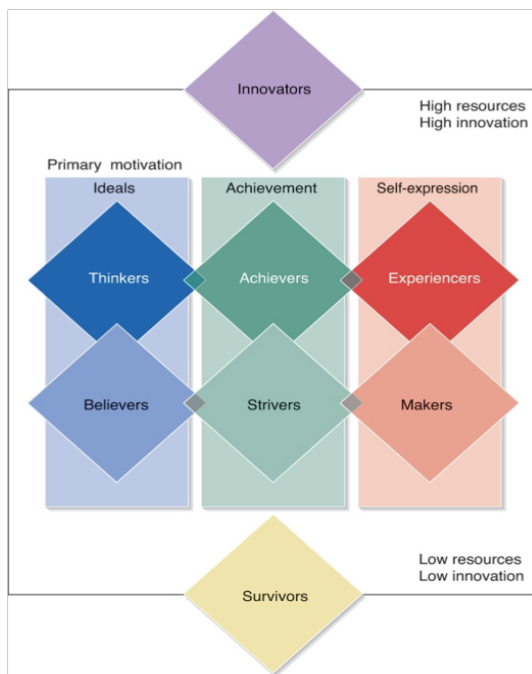 Innovators
High resources
High innovation
Primary motivation
Ideals
Achievement
Self-expression
Thinkers
Achievers
Experiencers
Believers
Strivers
Makers
Low resources
Low innovation
Survivors